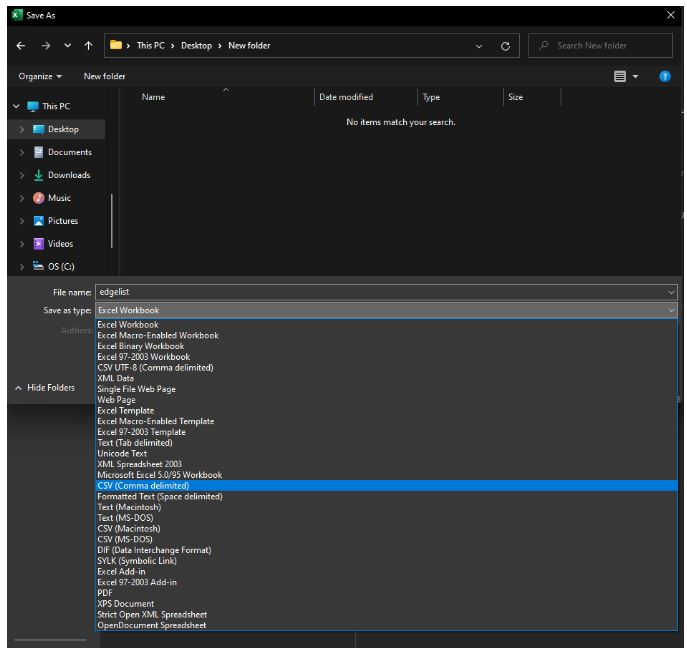 Save As
This PC > Desktop > New folder
Search New folder
Organize
New folder
Name
Date modified
Type
Size
No items match your search.
This PC
Desktop
Documents
Downloads
Music
Pictures
Videos
OS (C:)
File name: edgelist
Save as type: Excel Workbook
Authors:
Excel Workbook
Excel Macro-Enabled Workbook
Excel Binary Workbook
Excel 97-2003 Workbook
CSV UTF-8 (Comma delimited)
XML Data
Single File Web Page
Web Page
Excel Template
Excel Macro-Enabled Template
Excel 97-2003 Template
Text (Tab delimited)
Unicode Text
XML Spreadsheet 2003
Microsoft Excel 5.0/95 Workbook
CSV (Comma delimited)
Formatted Text (Space delimited)
Text (Macintosh)
Text (MS-DOS)
CSV (Macintosh)
CSV (MS-DOS)
DIF (Data Interchange Format)
SYLK (Symbolic Link)
Excel Add-in
Excel 97-2003 Add-in
PDF
XPS Document
Strict Open XML Spreadsheet
OpenDocument Spreadsheet
Hide Folders